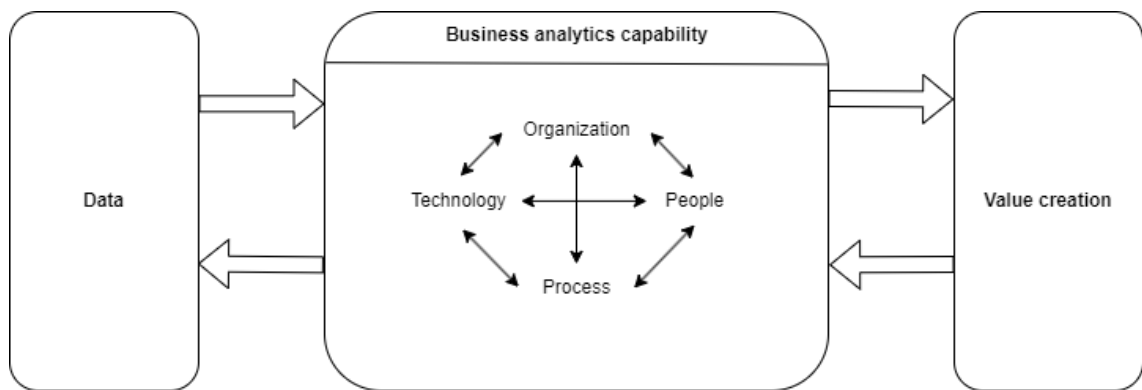 Business analytics capability
Organization
Data
Technology
People
Value creation
Process